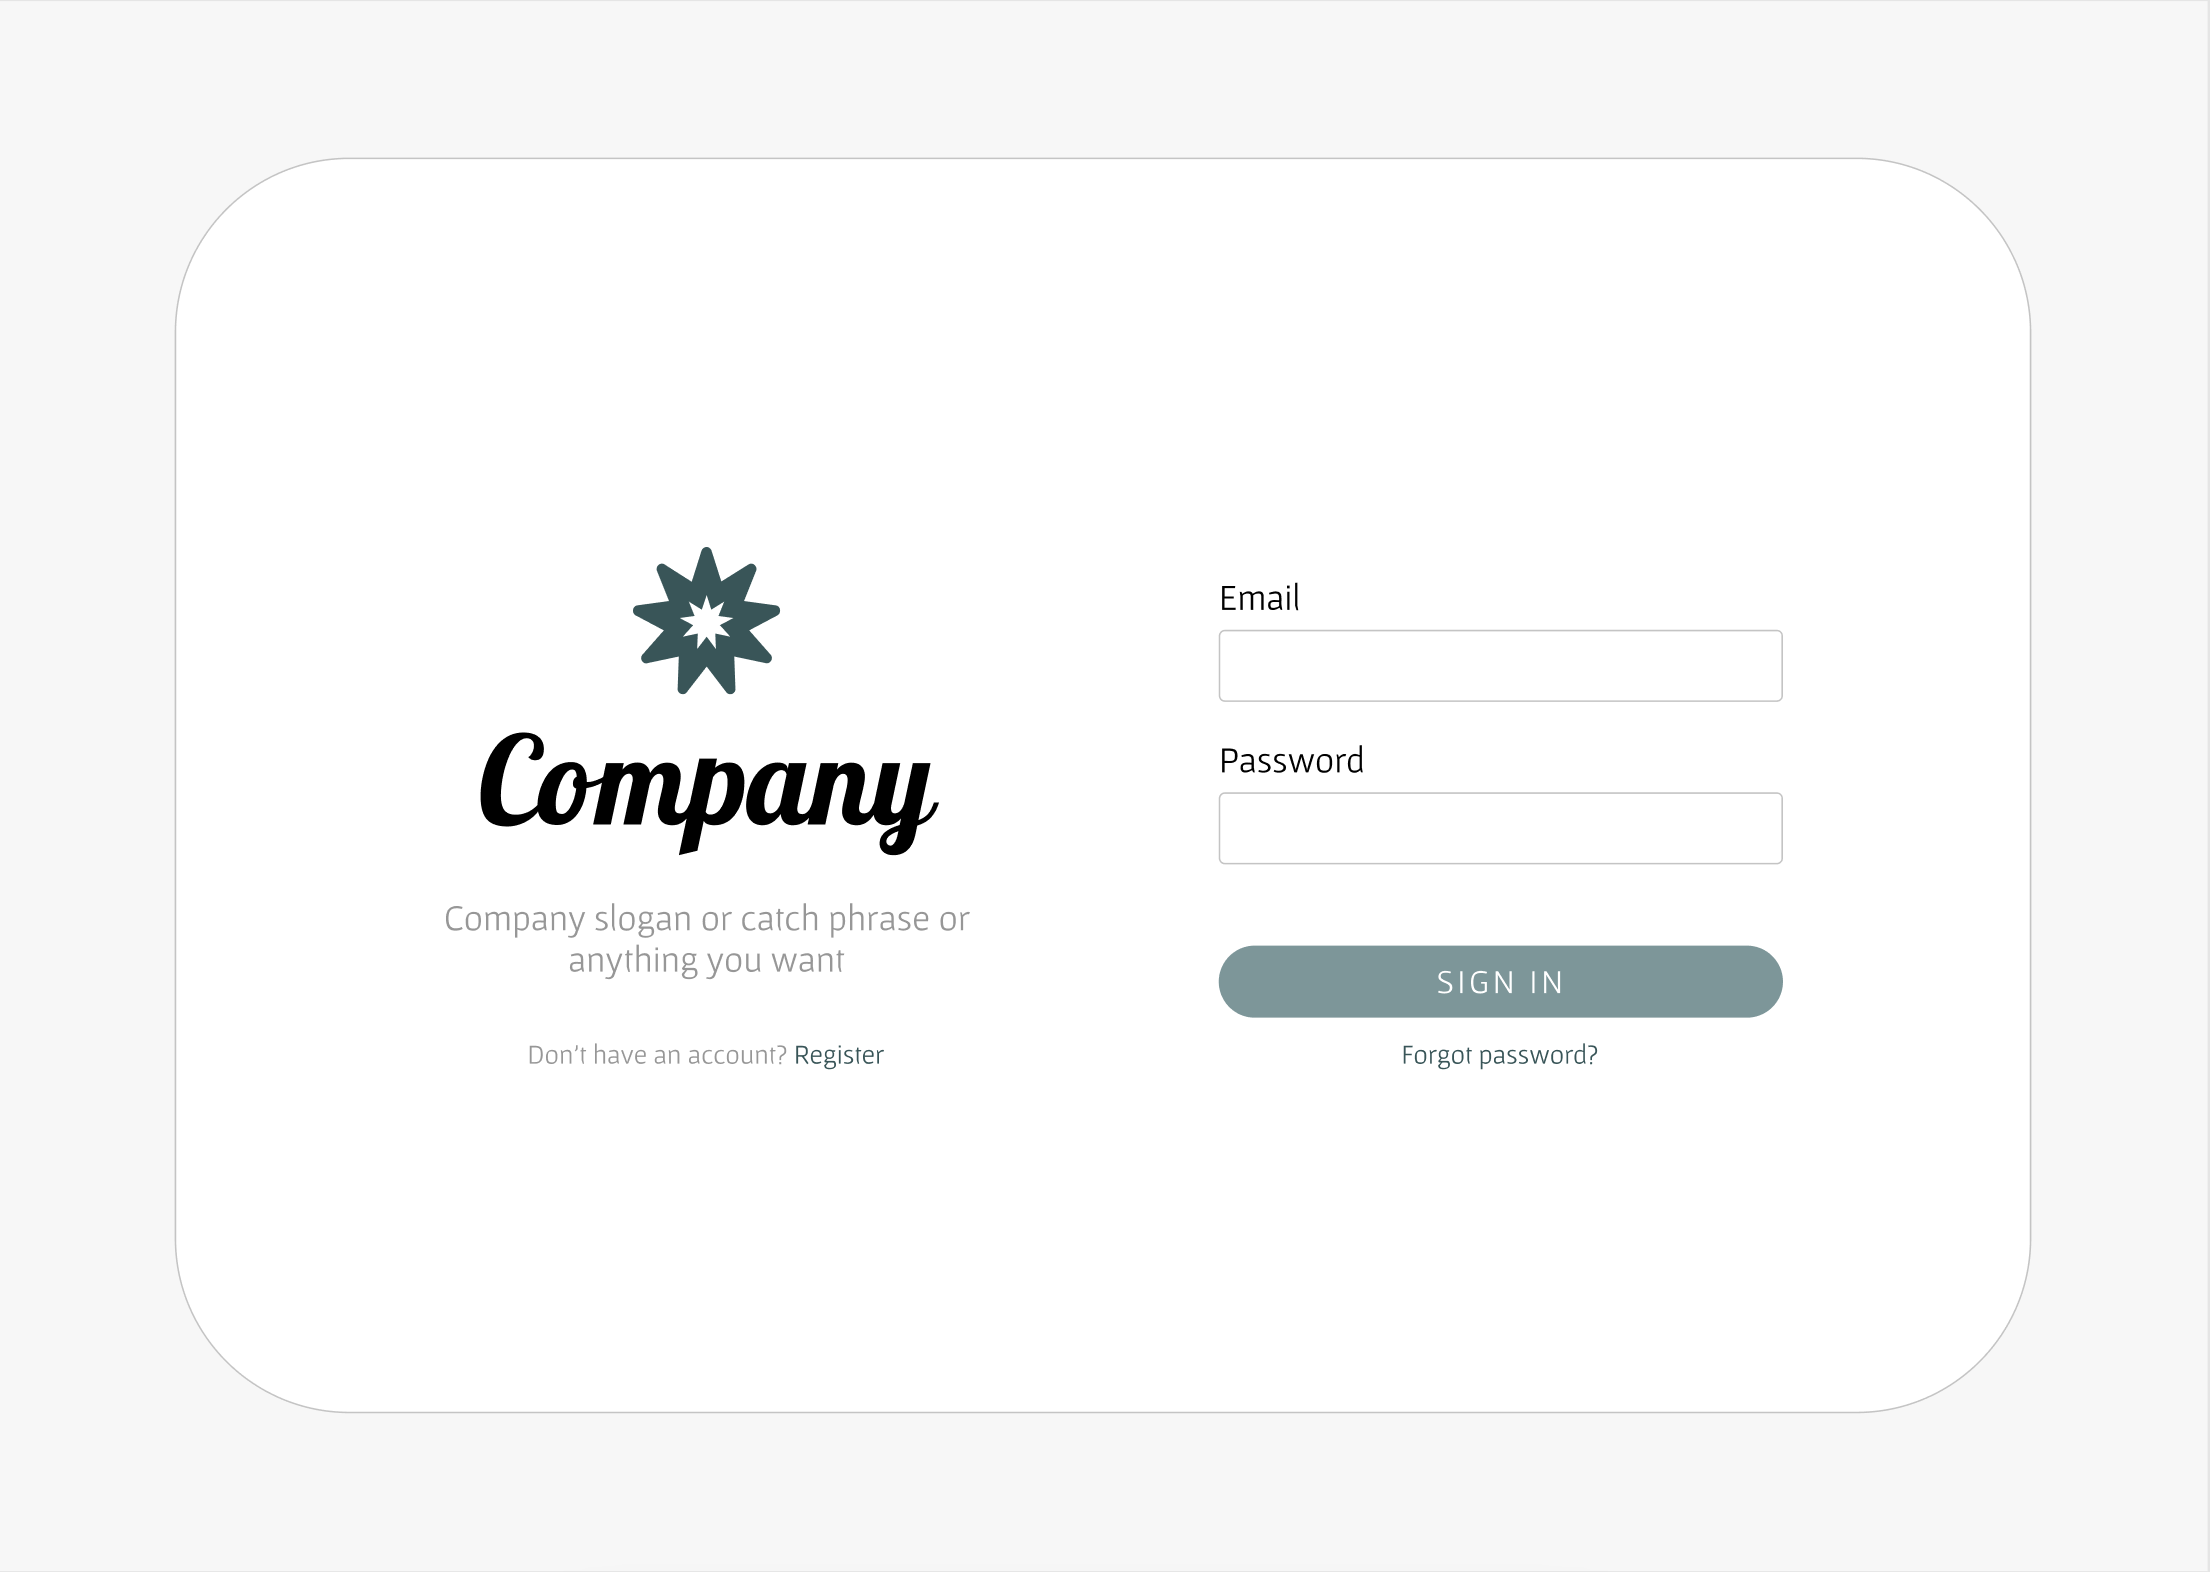 Company
Company slogan or catch phrase or
anything you want
Don't have an account? Register
Email
Password
SIGN IN
Forgot password?